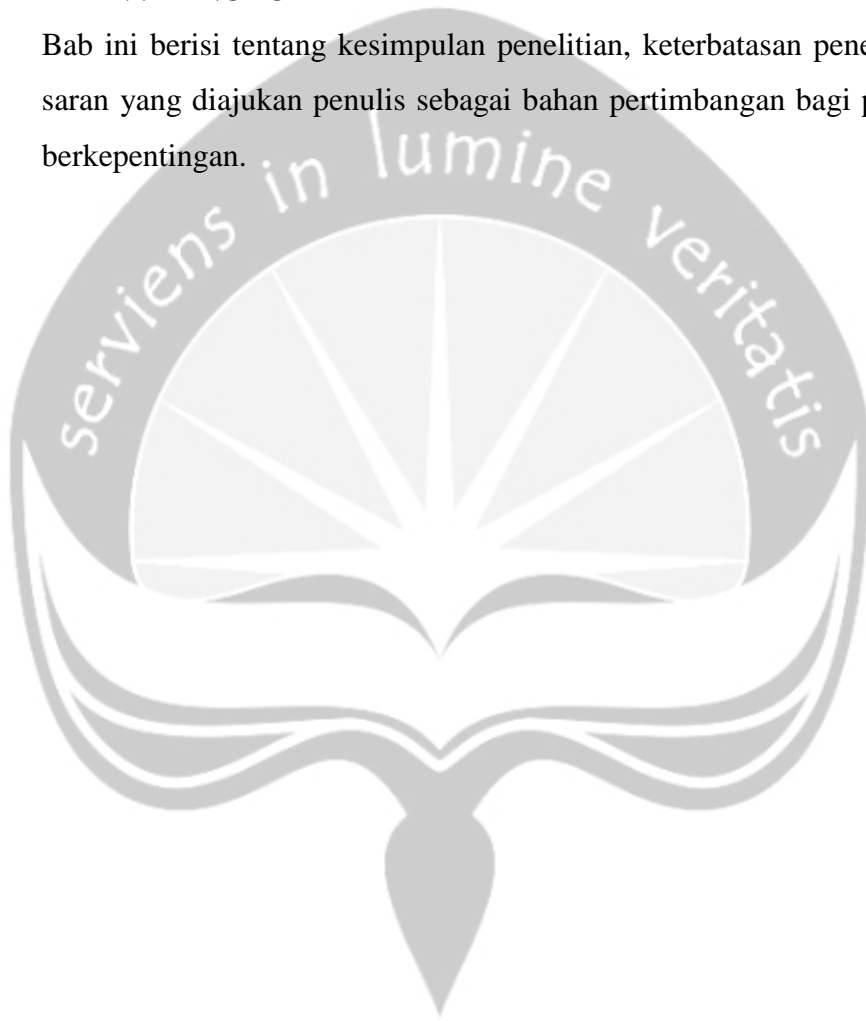 Bab ini berisi tentang kesimpulan penelitian, keterbatasan pene
saran yang diajukan penulis sebagai bahan pertimbangan bagi
berkepentingan.
serviens in lumine veritatis